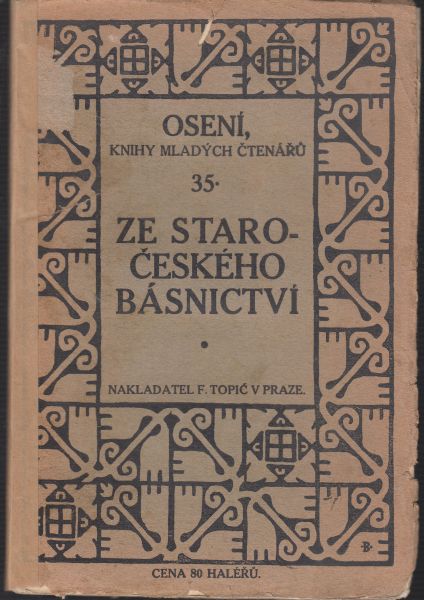 OSENÍ,
KNIHY MLADÝCH ČTENÁŘŮ
35·
ZE STARO-
ČESKÉHO
BÁSNICTVÍ
NAKLADATEL F. TOPIČ V PRAZE.
·B·
CENA 80 HALÉŘŮ.